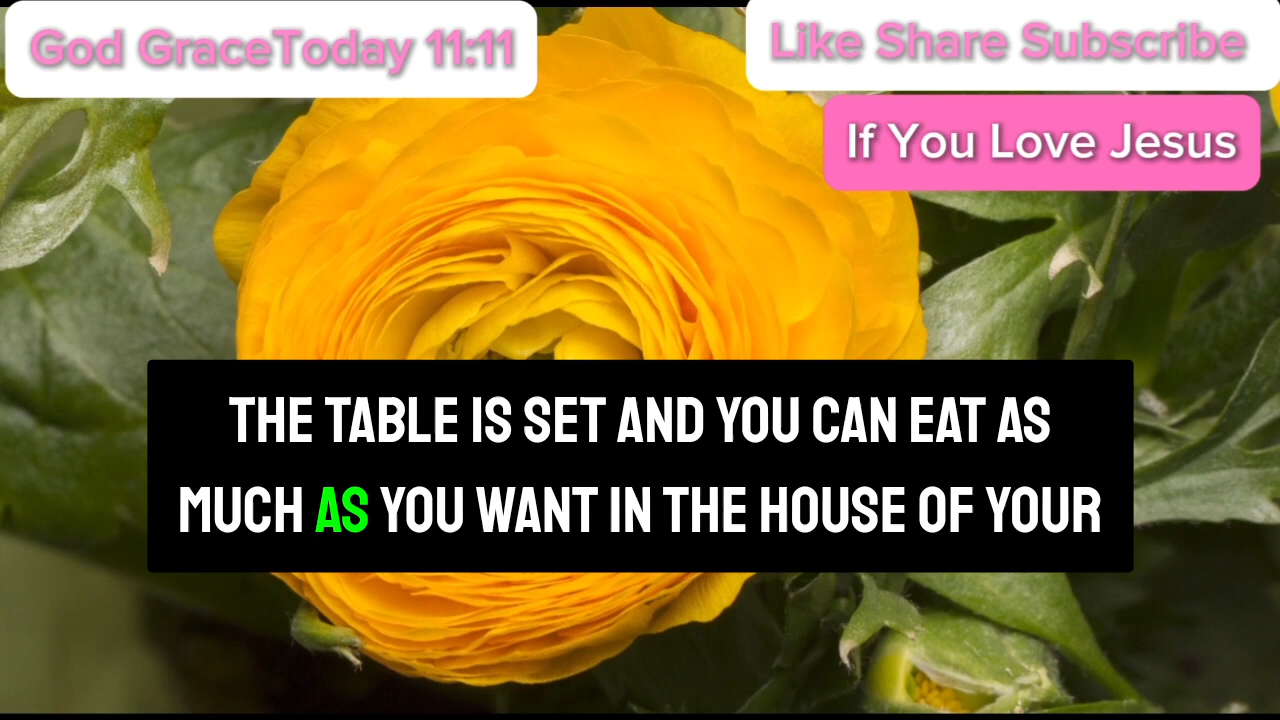 God GraceToday 11:11
Like Share Subscribe
If You Love Jesus
THE TABLE IS SET AND YOU CAN EAT AS
MUCH AS YOU WANT IN THE HOUSE OF YOUR